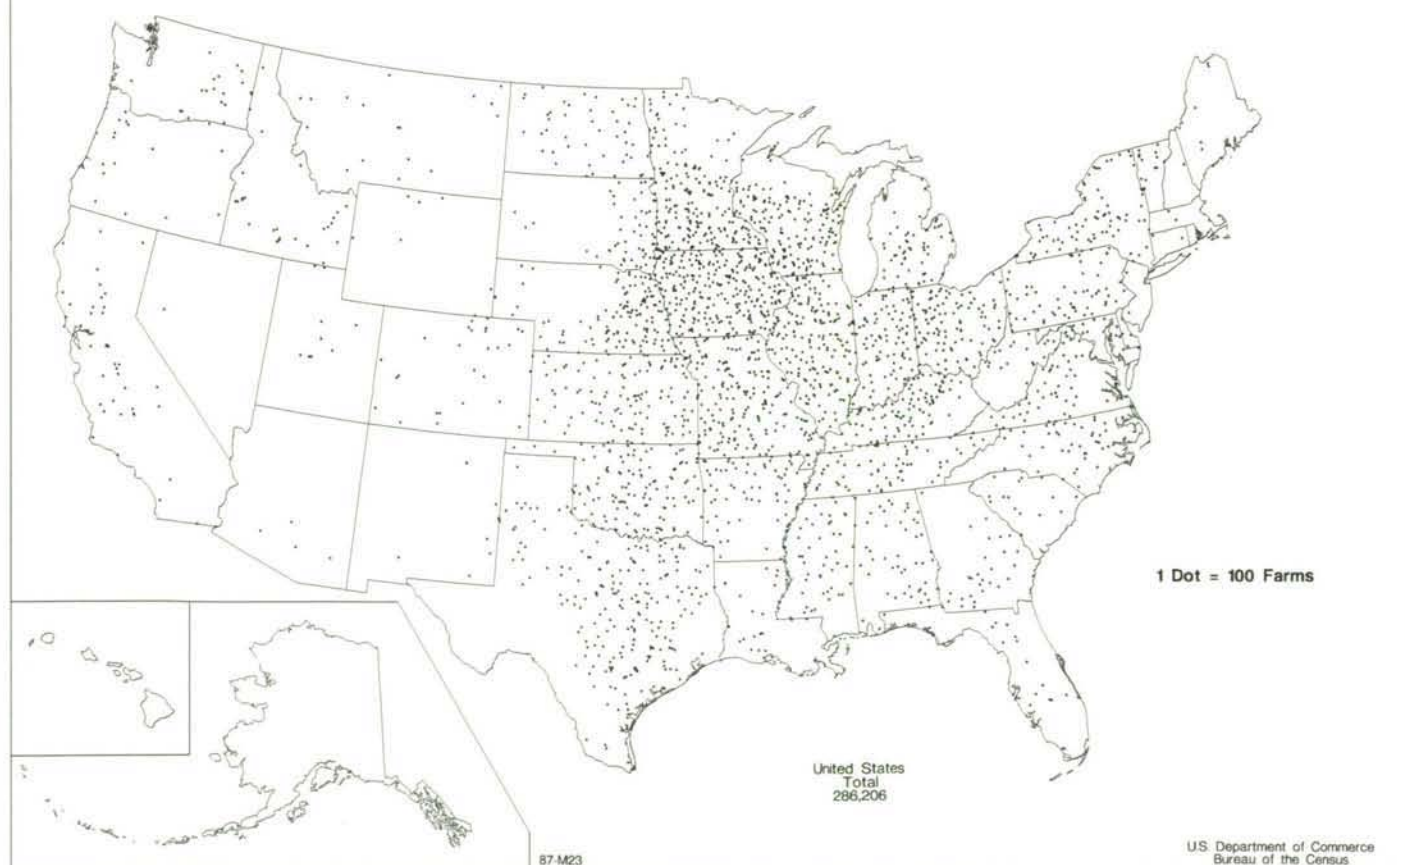 1 Dot = 100 Farms
United States
Total
286,206
87-M23
U.S. Department of Commerce
Bureau of the Census